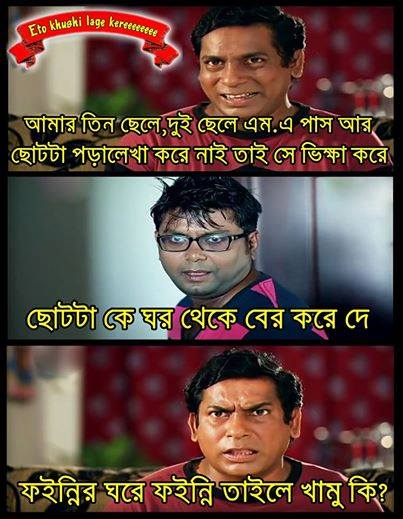 Eto khushi lage kereeeeeeee
আমার তিন ছেলে,দুই ছেলে এম.এ পাস আর
ছোটটা পড়ালেখা করে নাই তাই সে ভিক্ষা করে
ছোটটা কে ঘর থেকে বের করে দে
ফইন্নির ঘরে ফইন্নি তাইলে খামু কি?